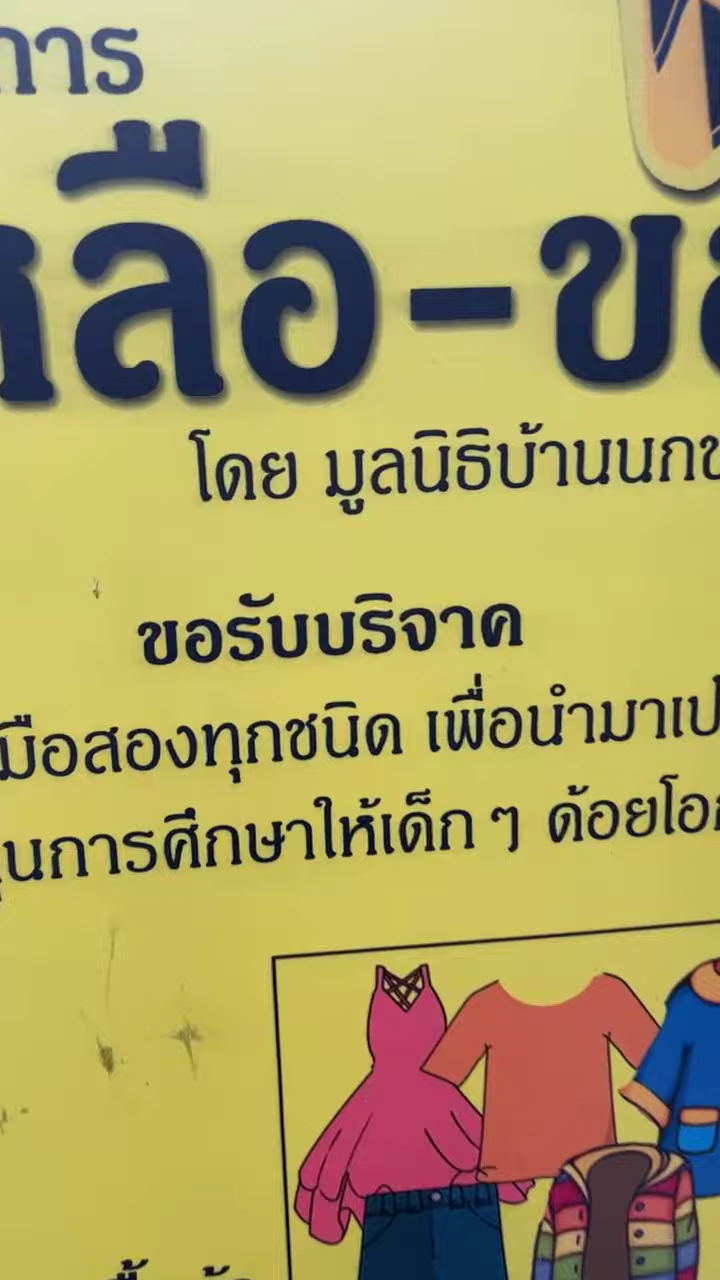 การ
หลือ-ข
โดย มูลนิธิบ้านนกข
ขอรับบริจาค
มือสองทุกชนิด เพื่อนำมาเป
ุนการศึกษาให้เด็ก ๆ ด้อยโอก